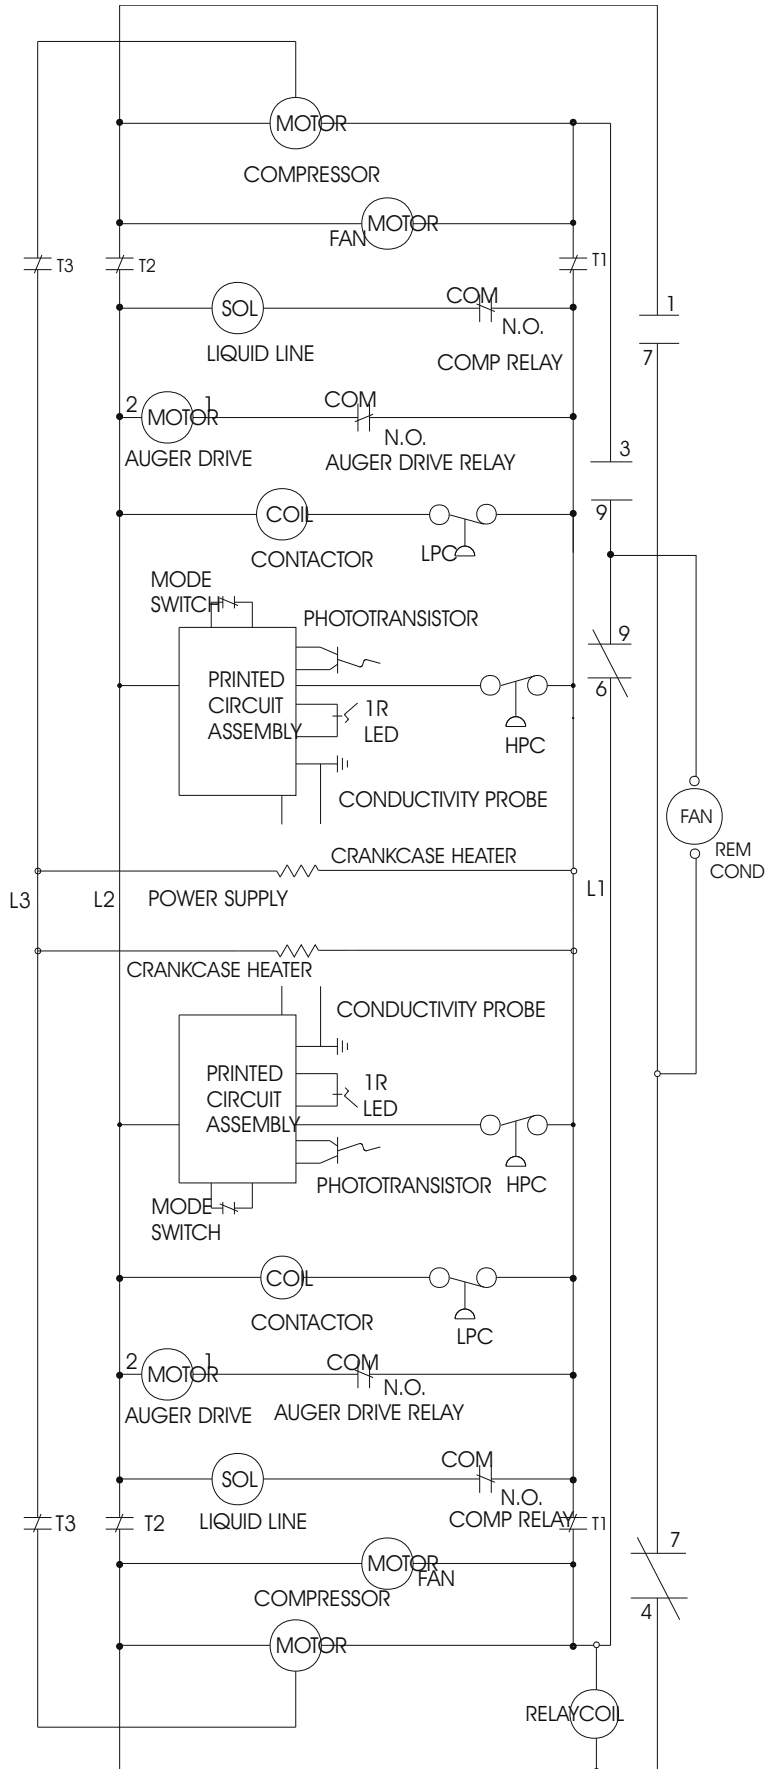 MOTOR
COMPRESSOR
MOTOR
FAN
T3
T2
T1
SOL
COM
N.O.
LIQUID LINE
COMP RELAY
1
7
2
MOTOR
1
COM
N.O.
AUGER DRIVE
AUGER DRIVE RELAY
3
9
COIL
CONTACTOR
LPC
MODE
SWITCH
PHOTOTRANSISTOR
9
6
PRINTED
CIRCUIT
ASSEMBLY
1R
LED
HPC
CONDUCTIVITY PROBE
FAN
REM
COND
CRANKCASE HEATER
L3
L2
POWER SUPPLY
L1
CRANKCASE HEATER
CONDUCTIVITY PROBE
PRINTED
CIRCUIT
ASSEMBLY
1R
LED
PHOTOTRANSISTOR
HPC
MODE
SWITCH
COIL
CONTACTOR
LPC
2
MOTOR
1
COM
N.O.
AUGER DRIVE
AUGER DRIVE RELAY
SOL
COM
N.O.
LIQUID LINE
COMP RELAY
T3
T2
T1
MOTOR
FAN
7
4
COMPRESSOR
MOTOR
RELAYCOIL